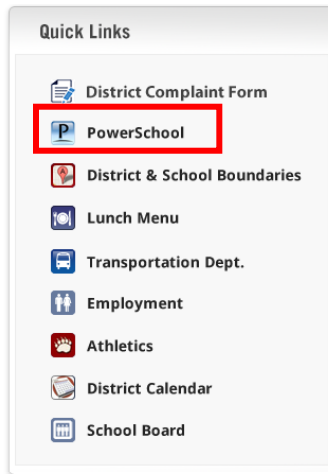 Quick Links
District Complaint Form
P PowerSchool
District & School Boundaries
Lunch Menu
Transportation Dept.
Employment
Athletics
District Calendar
School Board